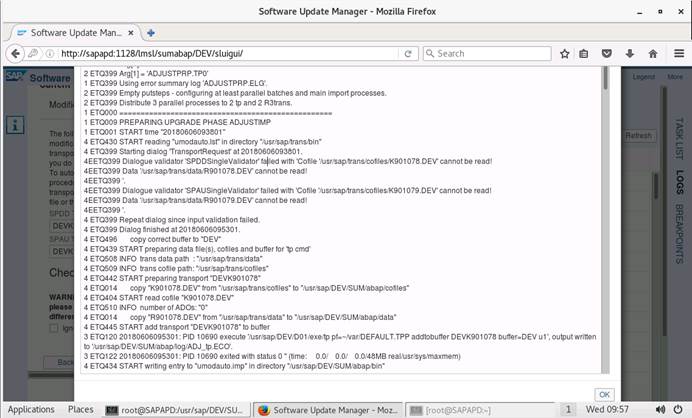 Software Update Manager - Mozilla Firefox
Software Update Man...
http://sapapd:1128/lmsl/sumabap/DEV/sluigui/
Search
SAP
Software
Legend
More
Modifi
The follo
you do
To auto
procedu
file or th
SPDD T
DEVK9
SPAU T
DEVK9
Chec
WARN
please
differe
Ign
Back
Refresh
TASK LIST
LOGS
BREAKPOINTS
2 ETQ399 Arg[1] = 'ADJUSTPRP.TP0'
1 ETQ399 Using error summary log 'ADJUSTPRP.ELG'.
2 ETQ399 Empty putsteps - configuring at least parallel batches and main import processes.
2 ETQ399 Distribute 3 parallel processes to 2 tp and 2 R3trans.
1 ETQ000 ==================================================
1 ETQ009 PREPARING UPGRADE PHASE ADJUSTIMP
1 ETQ001 START time "20180606093801"
4 ETQ430 START reading "umodauto.lst" in directory "/usr/sap/trans/bin"
4 ETQ399 Starting dialog 'TransportRequest' at 20180606093801.
4EETQ399 Dialogue validator 'SPDDSingleValidator' failed with 'Cofile '/usr/sap/trans/cofiles/K901078.DEV' cannot be read!
4EETQ399 Data '/usr/sap/trans/data/R901078.DEV' cannot be read!
4EETQ399 '.
4EETQ399 Dialogue validator 'SPAUSingleValidator' failed with 'Cofile '/usr/sap/trans/cofiles/K901079.DEV' cannot be read!
4EETQ399 Data '/usr/sap/trans/data/R901079.DEV' cannot be read!
4EETQ399 '.
4 ETQ399 Repeat dialog since input validation failed.
4 ETQ399 Dialog finished at 20180606095301.
4 ETQ496 copy correct buffer to "DEV"
4 ETQ439 START preparing data file(s), cofiles and buffer for 'tp cmd'
4 ETQ508 INFO trans data path : "/usr/sap/trans/data"
4 ETQ509 INFO trans cofile path: "/usr/sap/trans/cofiles"
4 ETQ442 START preparing transport "DEVK901078"
4 ETQ014 copy "K901078.DEV" from "/usr/sap/trans/cofiles" to "/usr/sap/DEV/SUM/abap/cofiles"
4 ETQ404 START read cofile "K901078.DEV"
4 ETQ510 INFO number of ADOs: "0"
4 ETQ014 copy "R901078.DEV" from "/usr/sap/trans/data" to "/usr/sap/DEV/SUM/abap/data"
4 ETQ445 START add transport "DEVK901078" to buffer
3 ETQ120 20180606095301: PID 10690 execute '/usr/sap/DEV/D01/exe/tp pf=/var/DEFAULT.TPP addtobuffer DEVK901078 buffer=DEV u1', output written
to '/usr/sap/DEV/SUM/abap/log/ADJ_tp.ECO'.
3 ETQ122 20180606095301: PID 10690 exited with status 0 " (time: 0.0/ 0.0/ 0.0/48MB real/usr/sys/maxmem)
4 ETQ434 START writing entry to "umodauto.imp" in directory "/usr/sap/DEV/SUM/abap/bin"
OK
Applications
Places
root@SAPAPD:/usr/sap/DEV/SU...
Software Update Manager - Moz...
[root@SAPAPD:~]
1
Wed 09:57